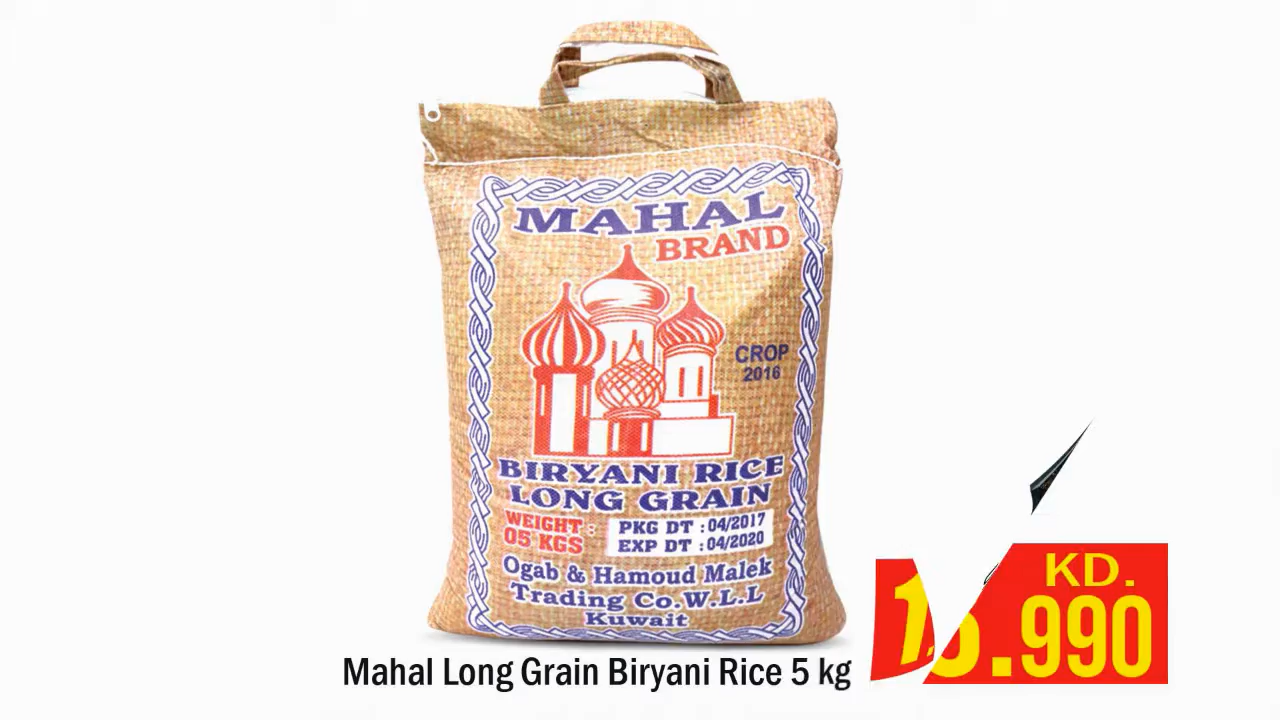 MAHAL
BRAND
CROP
2016
BIRYANI RICE
LONG GRAIN
WEIGHT :
05 KGS
PKG DT : 04/2017
EXP DT : 04/2020
Ogab & Hamoud Malek
Trading Co.W.L.L
Kuwait
Mahal Long Grain Biryani Rice 5 kg
KD.
.990